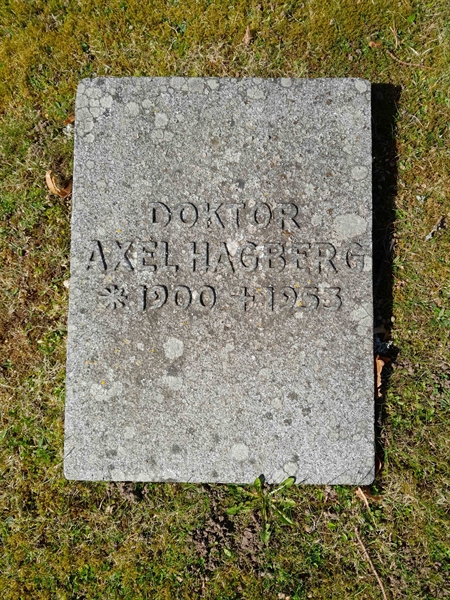 DOKTOR
AXEL HAGBERG
* 1900 † 1953